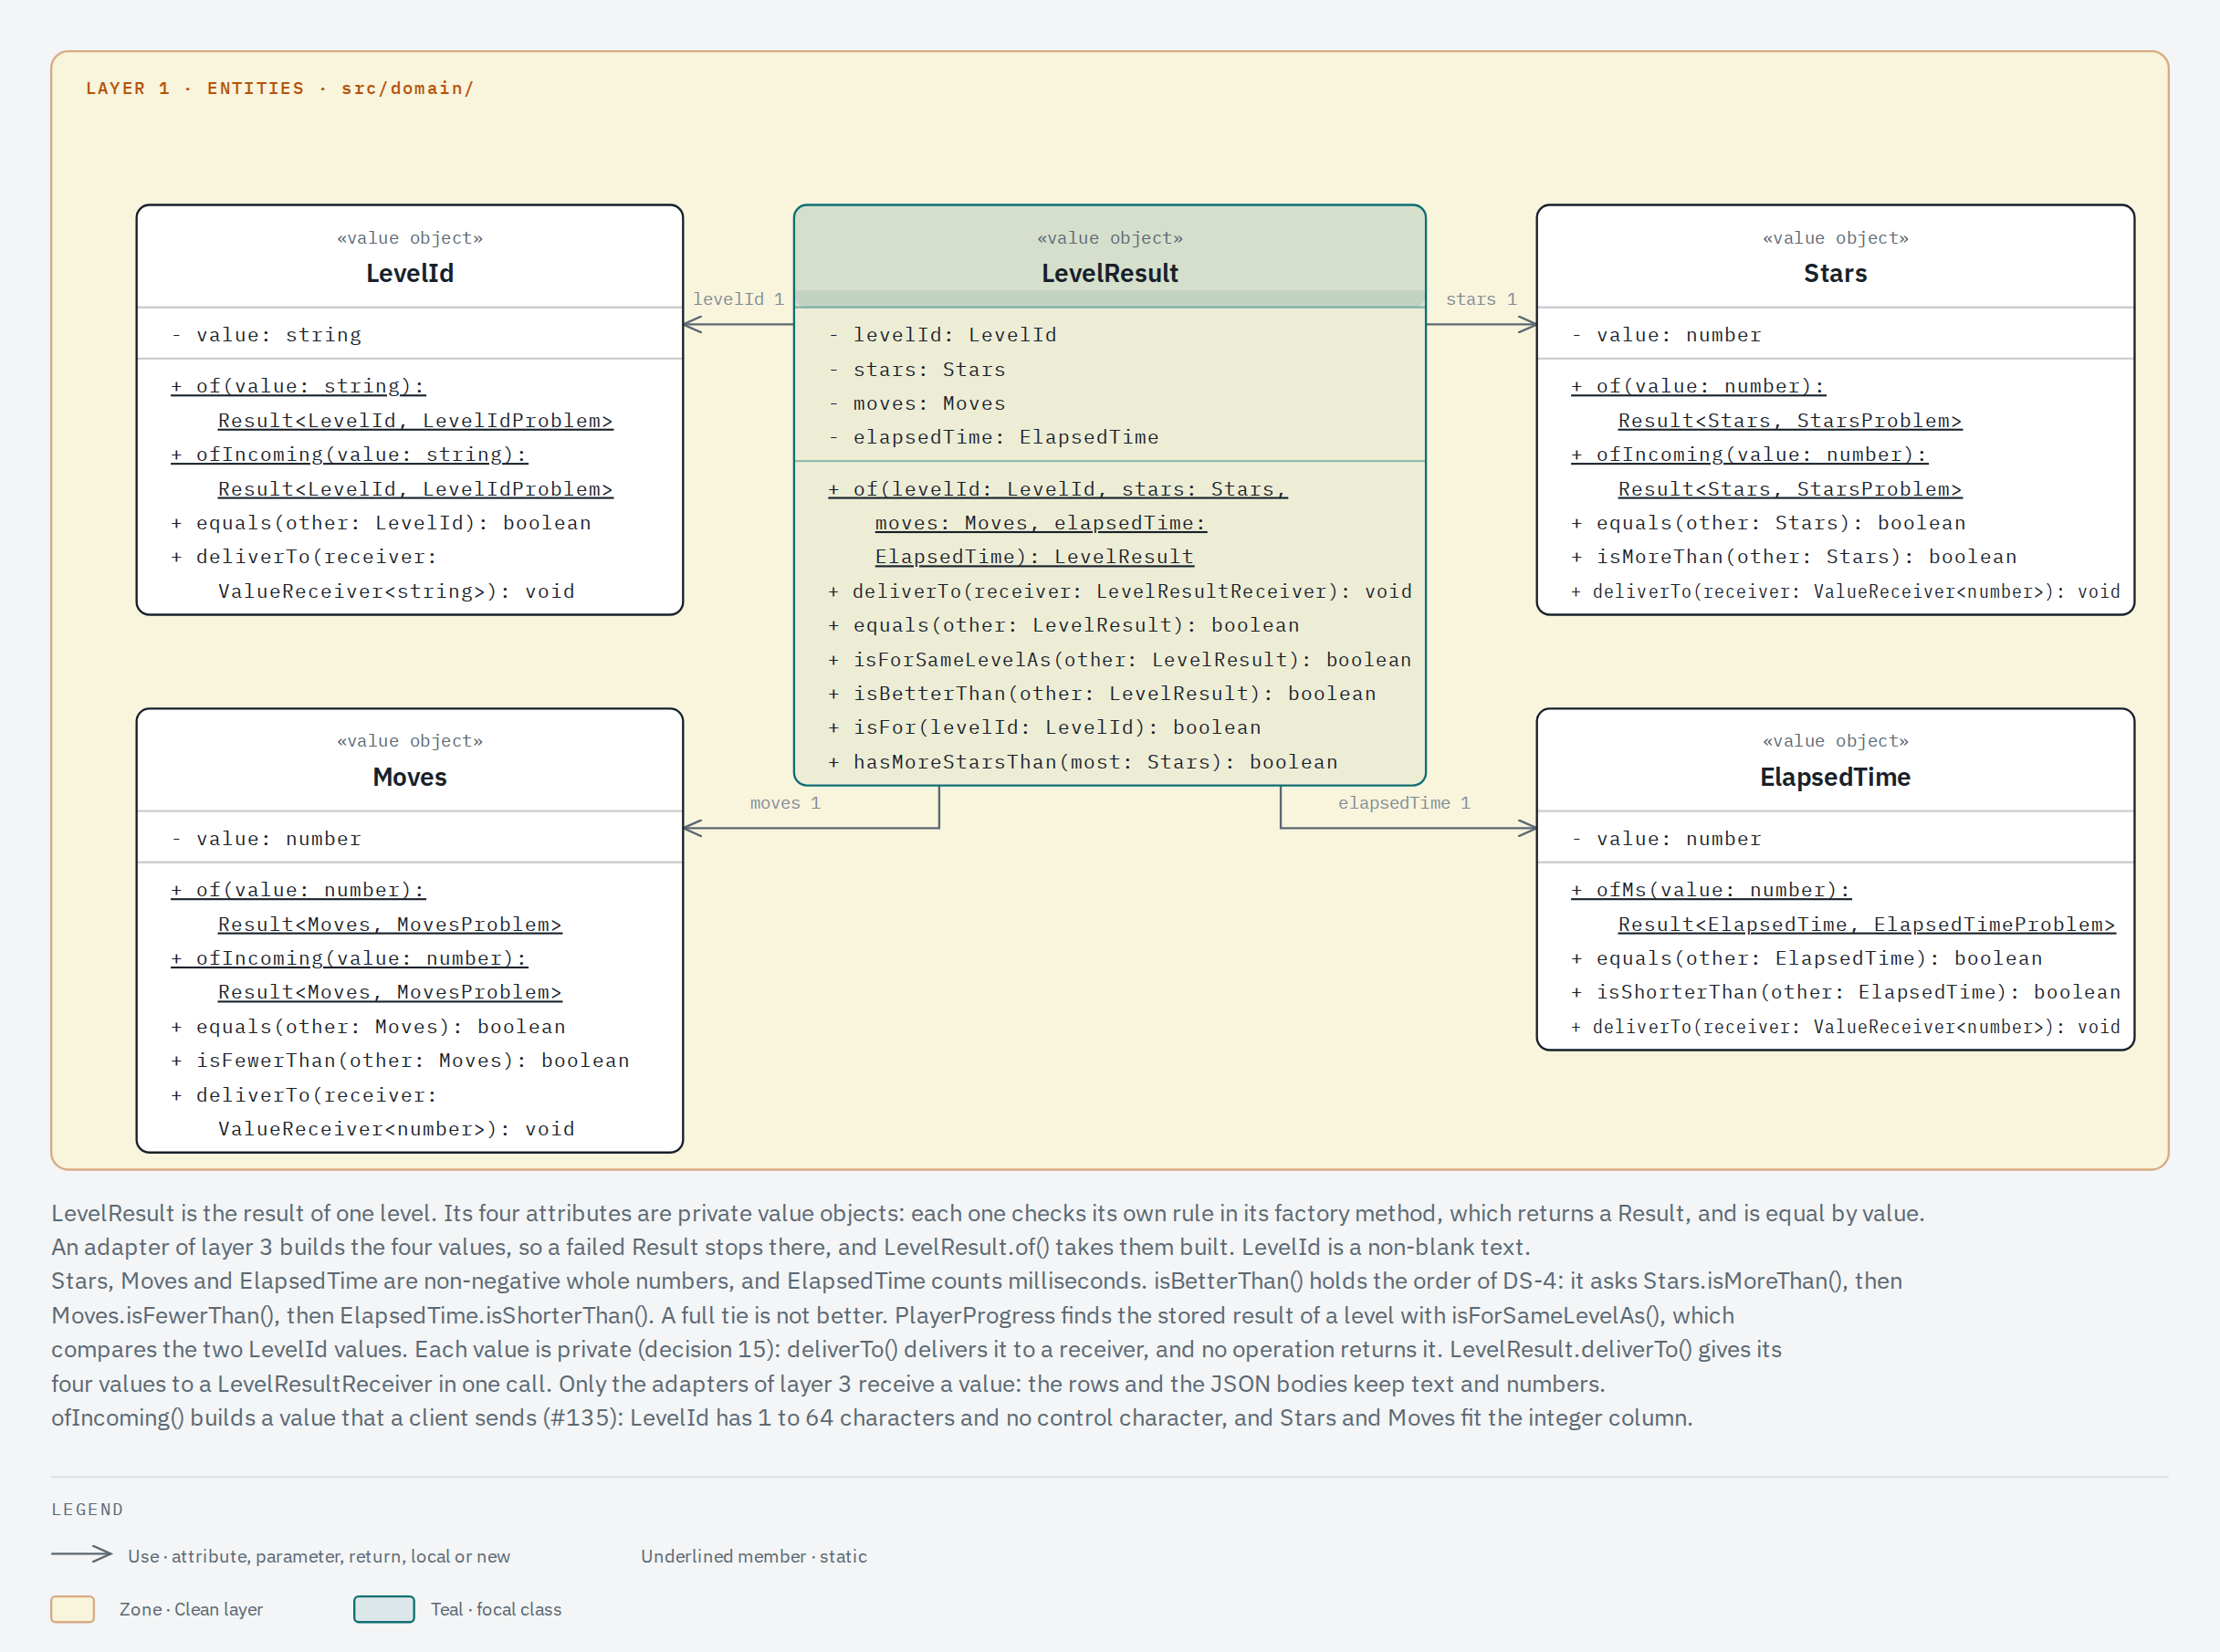 LAYER 1 · ENTITIES · src/domain/
«value object»
LevelId
- value: string
+ of(value: string):
Result<LevelId, LevelIdProblem>
+ ofIncoming(value: string):
Result<LevelId, LevelIdProblem>
+ equals(other: LevelId): boolean
+ deliverTo(receiver:
ValueReceiver<string>): void
levelId 1
«value object»
LevelResult
- levelId: LevelId
- stars: Stars
- moves: Moves
- elapsedTime: ElapsedTime
+ of(levelId: LevelId, stars: Stars,
moves: Moves, elapsedTime:
ElapsedTime): LevelResult
+ deliverTo(receiver: LevelResultReceiver): void
+ equals(other: LevelResult): boolean
+ isForSameLevelAs(other: LevelResult): boolean
+ isBetterThan(other: LevelResult): boolean
+ isFor(levelId: LevelId): boolean
+ hasMoreStarsThan(most: Stars): boolean
stars 1
«value object»
Stars
- value: number
+ of(value: number):
Result<Stars, StarsProblem>
+ ofIncoming(value: number):
Result<Stars, StarsProblem>
+ equals(other: Stars): boolean
+ isMoreThan(other: Stars): boolean
+ deliverTo(receiver: ValueReceiver<number>): void
«value object»
Moves
- value: number
+ of(value: number):
Result<Moves, MovesProblem>
+ ofIncoming(value: number):
Result<Moves, MovesProblem>
+ equals(other: Moves): boolean
+ isFewerThan(other: Moves): boolean
+ deliverTo(receiver:
ValueReceiver<number>): void
moves 1
elapsedTime 1
«value object»
ElapsedTime
- value: number
+ ofMs(value: number):
Result<ElapsedTime, ElapsedTimeProblem>
+ equals(other: ElapsedTime): boolean
+ isShorterThan(other: ElapsedTime): boolean
+ deliverTo(receiver: ValueReceiver<number>): void
LevelResult is the result of one level. Its four attributes are private value objects: each one checks its own rule in its factory method, which returns a Result, and is equal by value.
An adapter of layer 3 builds the four values, so a failed Result stops there, and LevelResult.of() takes them built. LevelId is a non-blank text.
Stars, Moves and ElapsedTime are non-negative whole numbers, and ElapsedTime counts milliseconds. isBetterThan() holds the order of DS-4: it asks Stars.isMoreThan(), then
Moves.isFewerThan(), then ElapsedTime.isShorterThan(). A full tie is not better. PlayerProgress finds the stored result of a level with isForSameLevelAs(), which
compares the two LevelId values. Each value is private (decision 15): deliverTo() delivers it to a receiver, and no operation returns it. LevelResult.deliverTo() gives its
four values to a LevelResultReceiver in one call. Only the adapters of layer 3 receive a value: the rows and the JSON bodies keep text and numbers.
ofIncoming() builds a value that a client sends (#135): LevelId has 1 to 64 characters and no control character, and Stars and Moves fit the integer column.
LEGEND
Use · attribute, parameter, return, local or new
Underlined member · static
Zone · Clean layer
Teal · focal class